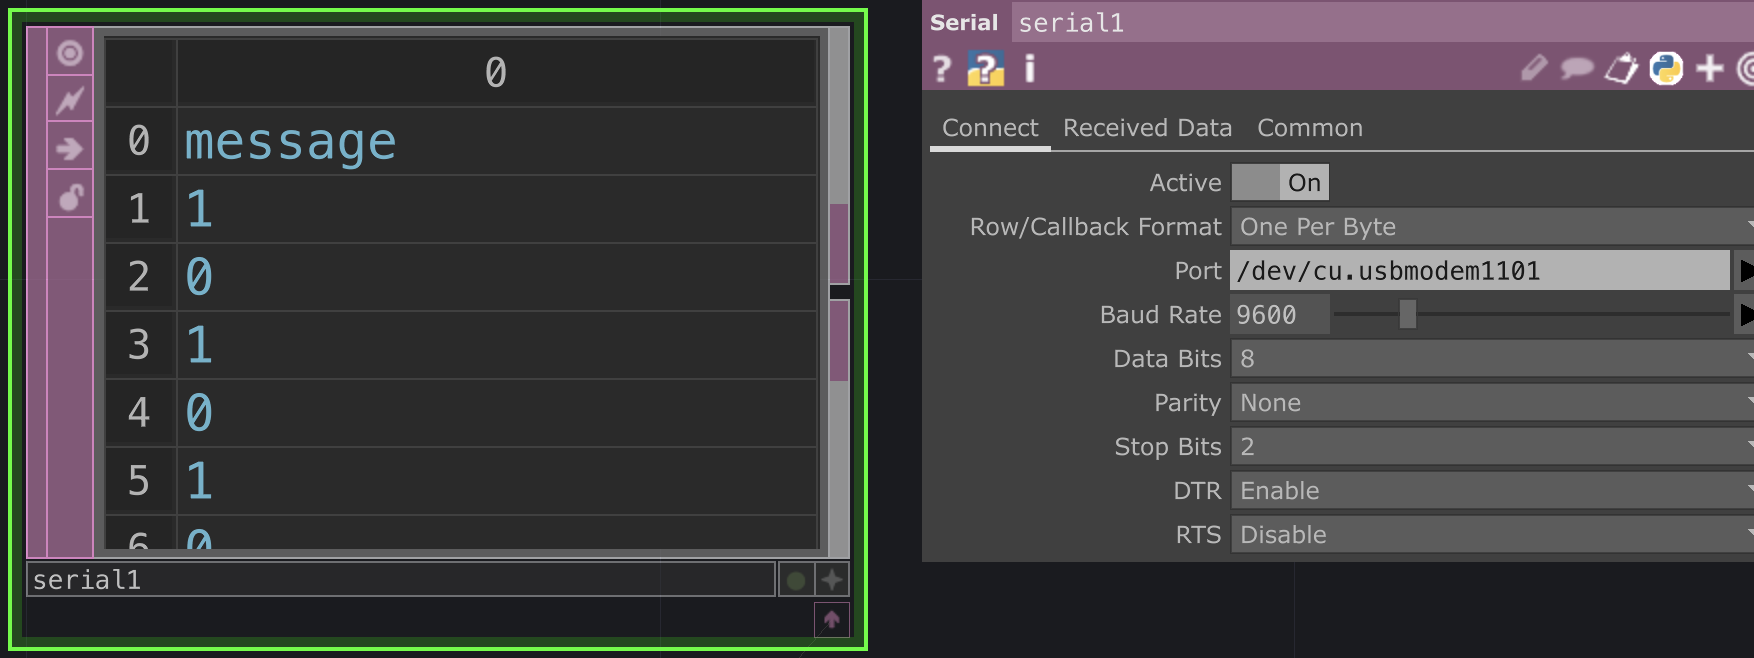 0
0 message
1 1
2 0
3 1
4 0
5 1
6 0
serial1
Serial serial1
? ? i
Connect Received Data Common
Active On
Row/Callback Format One Per Byte
Port /dev/cu.usbmodem1101
Baud Rate 9600
Data Bits 8
Parity None
Stop Bits 2
DTR Enable
RTS Disable